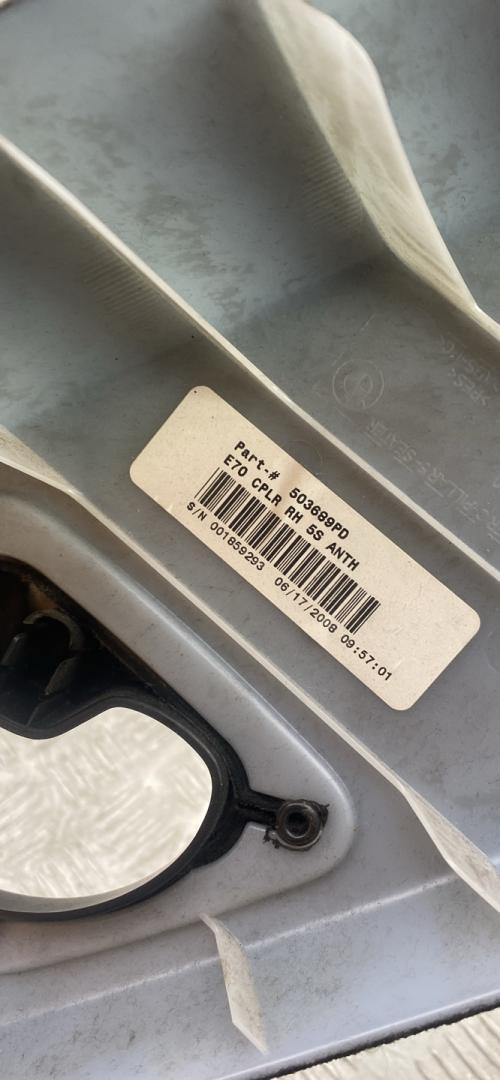 Part-# 503689PD
E70 CPLR RH 5S ANTH
S/N 001859293 06/17/2008 09:57:01